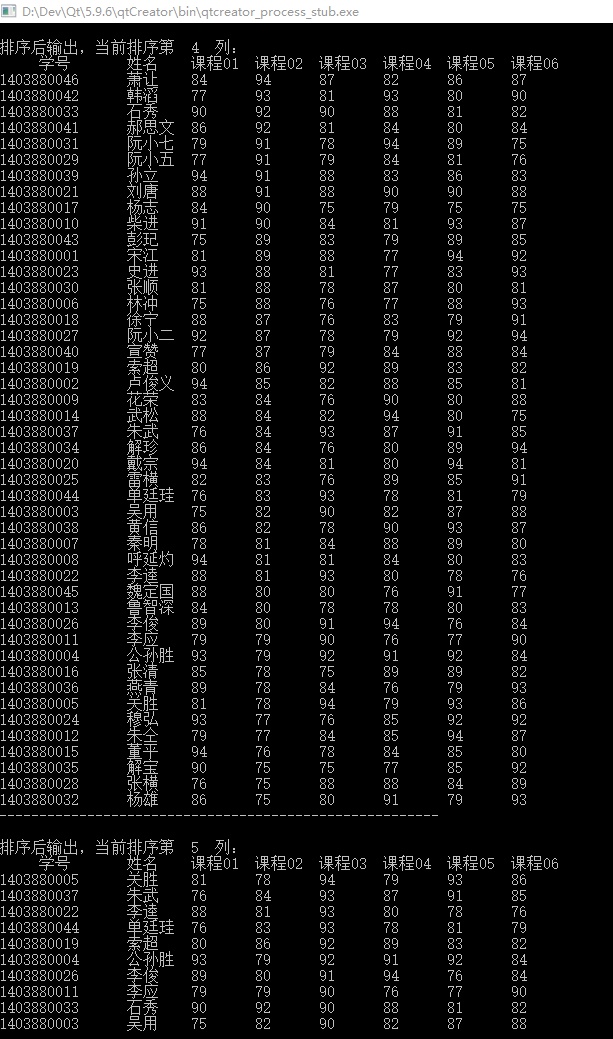 D:\Dev\Qt\5.9.6\qtCreator\bin\qtcreator_process_stub.exe
排序后输出，当前排序第 4 列：
学号 姓名 课程01 课程02 课程03 课程04 课程05 课程06
1403880046 萧让 84 94 87 82 86 87
1403880042 韩滔 77 93 81 93 80 90
1403880033 石秀 90 92 90 88 81 82
1403880041 郝思文 86 92 81 84 80 84
1403880031 阮小七 79 91 78 94 89 75
1403880029 阮小五 77 91 79 84 81 76
1403880039 孙立 94 91 88 83 86 83
1403880021 刘唐 88 91 88 90 90 88
1403880017 杨志 84 90 75 79 75 75
1403880010 柴进 91 90 84 81 93 87
1403880043 彭玘 75 89 83 79 89 85
1403880001 宋江 81 89 88 77 94 92
1403880023 史进 93 88 81 77 83 93
1403880030 张顺 81 88 78 87 80 81
1403880006 林冲 75 88 76 77 88 93
1403880018 徐宁 88 87 76 83 79 91
1403880027 阮小二 92 87 78 79 92 94
1403880040 宣赞 77 87 79 84 88 84
1403880019 索超 80 86 92 89 83 82
1403880002 卢俊义 94 85 82 88 85 81
1403880009 花荣 83 84 76 90 80 88
1403880014 武松 88 84 82 94 80 75
1403880037 朱武 76 84 93 87 91 85
1403880034 解珍 86 84 76 80 89 94
1403880020 戴宗 94 84 81 80 94 81
1403880025 雷横 82 83 76 89 85 91
1403880044 单廷珪 76 83 93 78 81 79
1403880003 吴用 75 82 90 82 87 88
1403880038 黄信 86 82 78 90 93 87
1403880007 秦明 78 81 84 88 89 80
1403880008 呼延灼 94 81 81 84 80 83
1403880022 李逵 88 81 93 80 78 76
1403880045 魏定国 88 80 80 76 91 77
1403880013 鲁智深 84 80 78 78 80 83
1403880026 李俊 89 80 91 94 76 84
1403880011 李应 79 79 90 76 77 90
1403880004 公孙胜 93 79 92 91 92 84
1403880016 张清 85 78 75 89 89 82
1403880036 燕青 89 78 84 76 79 93
1403880005 关胜 81 78 94 79 93 86
1403880024 穆弘 93 77 76 85 92 92
1403880012 朱仝 79 77 84 85 94 87
1403880015 董平 94 76 78 84 85 80
1403880035 解宝 90 75 75 77 85 92
1403880028 张横 76 75 88 88 84 89
1403880032 杨雄 86 75 80 91 79 93
-------------------------------------------------------
排序后输出，当前排序第 5 列：
学号 姓名 课程01 课程02 课程03 课程04 课程05 课程06
1403880005 关胜 81 78 94 79 93 86
1403880037 朱武 76 84 93 87 91 85
1403880022 李逵 88 81 93 80 78 76
1403880044 单廷珪 76 83 93 78 81 79
1403880019 索超 80 86 92 89 83 82
1403880004 公孙胜 93 79 92 91 92 84
1403880026 李俊 89 80 91 94 76 84
1403880011 李应 79 79 90 76 77 90
1403880033 石秀 90 92 90 88 81 82
1403880003 吴用 75 82 90 82 87 88